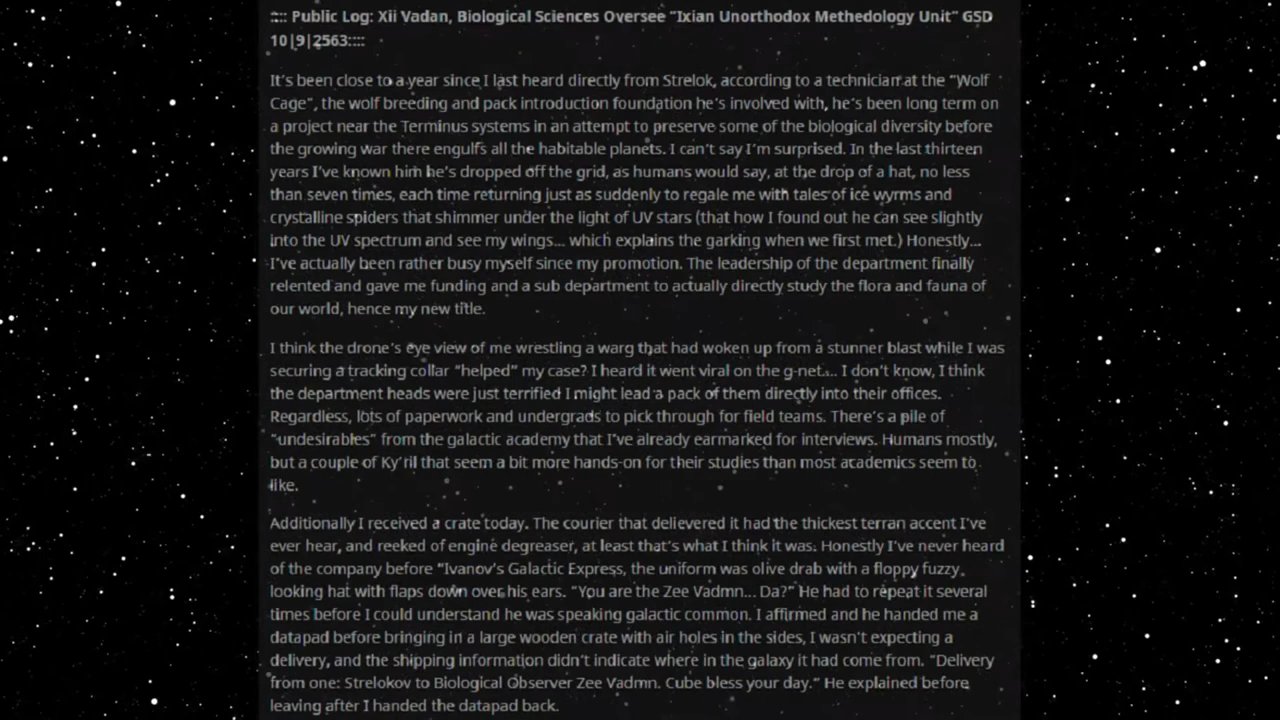 :::: Public Log: Xii Vadan, Biological Sciences Oversee “Ixian Unorthodox Methedology Unit” GSD
10|9|2563::::
It’s been close to a year since I last heard directly from Strelok, according to a technician at the “Wolf
Cage”, the wolf breeding and pack introduction foundation he’s involved with, he’s been long term on
a project near the Terminus systems in an attempt to preserve some of the biological diversity before
the growing war there engulfs all the habitable planets. I can’t say I’m surprised. In the last thirteen
years I’ve known him he’s dropped off the grid, as humans would say, at the drop of a hat, no less
than seven times, each time returning just as suddenly to regale me with tales of ice wyrms and
crystalline spiders that shimmer under the light of UV stars (that how I found out he can see slightly
into the UV spectrum and see my wings... which explains the garking when we first met.) Honestly...
I’ve actually been rather busy myself since my promotion. The leadership of the department finally
relented and gave me funding and a sub department to actually directly study the flora and fauna of
our world, hence my new title.
I think the drone’s eye view of me wrestling a warg that had woken up from a stunner blast while I was
securing a tracking collar “helped” my case? I heard it went viral on the g-net... I don’t know, I think
the department heads were just terrified I might lead a pack of them directly into their offices.
Regardless, lots of paperwork and undergrads to pick through for field teams. There’s a pile of
“undesirables” from the galactic academy that I’ve already earmarked for interviews. Humans mostly,
but a couple of Ky’ril that seem a bit more hands-on for their studies than most academics seem to
like.
Additionally I received a crate today. The courier that delievered it had the thickest terran accent I’ve
ever hear, and reeked of engine degreaser, at least that’s what I think it was. Honestly I’ve never heard
of the company before “Ivanov’s Galactic Express, the uniform was olive drab with a floppy fuzzy
looking hat with flaps down over his ears. “You are the Zee Vadmn... Da?” He had to repeat it several
times before I could understand he was speaking galactic common. I affirmed and he handed me a
datapad before bringing in a large wooden crate with air holes in the sides, I wasn’t expecting a
delivery, and the shipping information didn’t indicate where in the galaxy it had come from. “Delivery
from one: Strelokov to Biological Observer Zee Vadmn. Cube bless your day.” He explained before
leaving after I handed the datapad back.